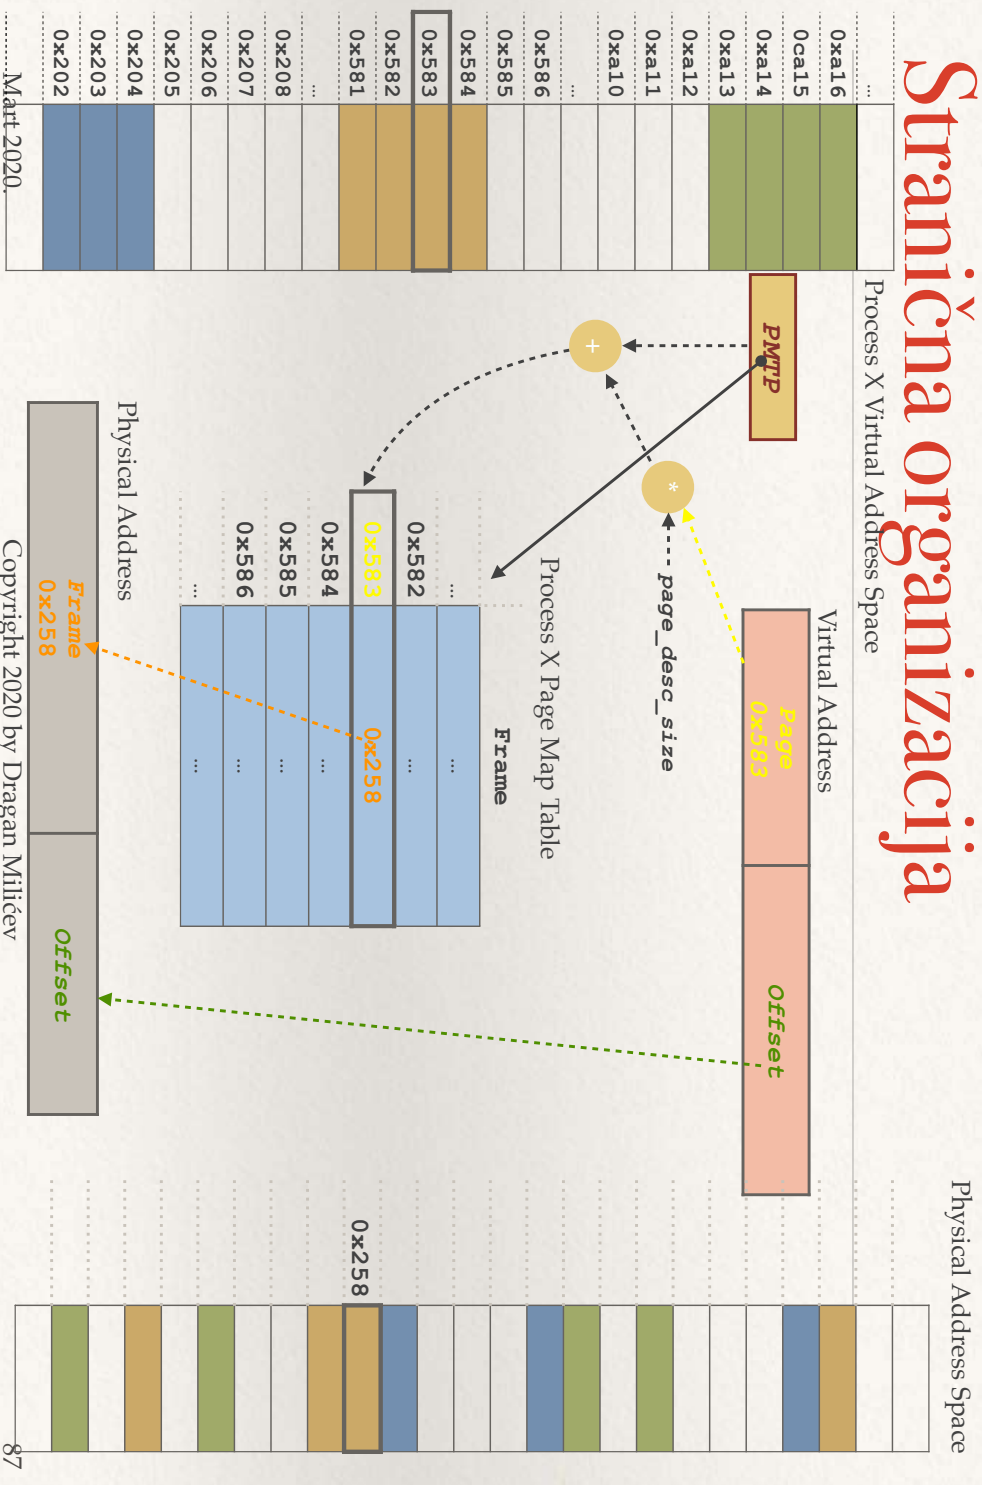 Stranična organizacija
Process X Virtual Address Space
Physical Address Space
...
0xa16
0ca15
0xa14
0xa13
0xa12
0xa11
0xa10
...
0x586
0x585
0x584
0x583
0x582
0x581
...
0x208
0x207
0x206
0x205
0x204
0x203
0x202
PMTP
+
*
page_desc_size
Virtual Address
Page
0x583
Offset
Process X Page Map Table
Frame
...
...
0x582
...
0x583
0x258
0x584
...
0x585
...
0x586
...
...
...
Physical Address
Frame
0x258
Offset
0x258
Mart 2020.
Copyright 2020 by Dragan Milićev
87